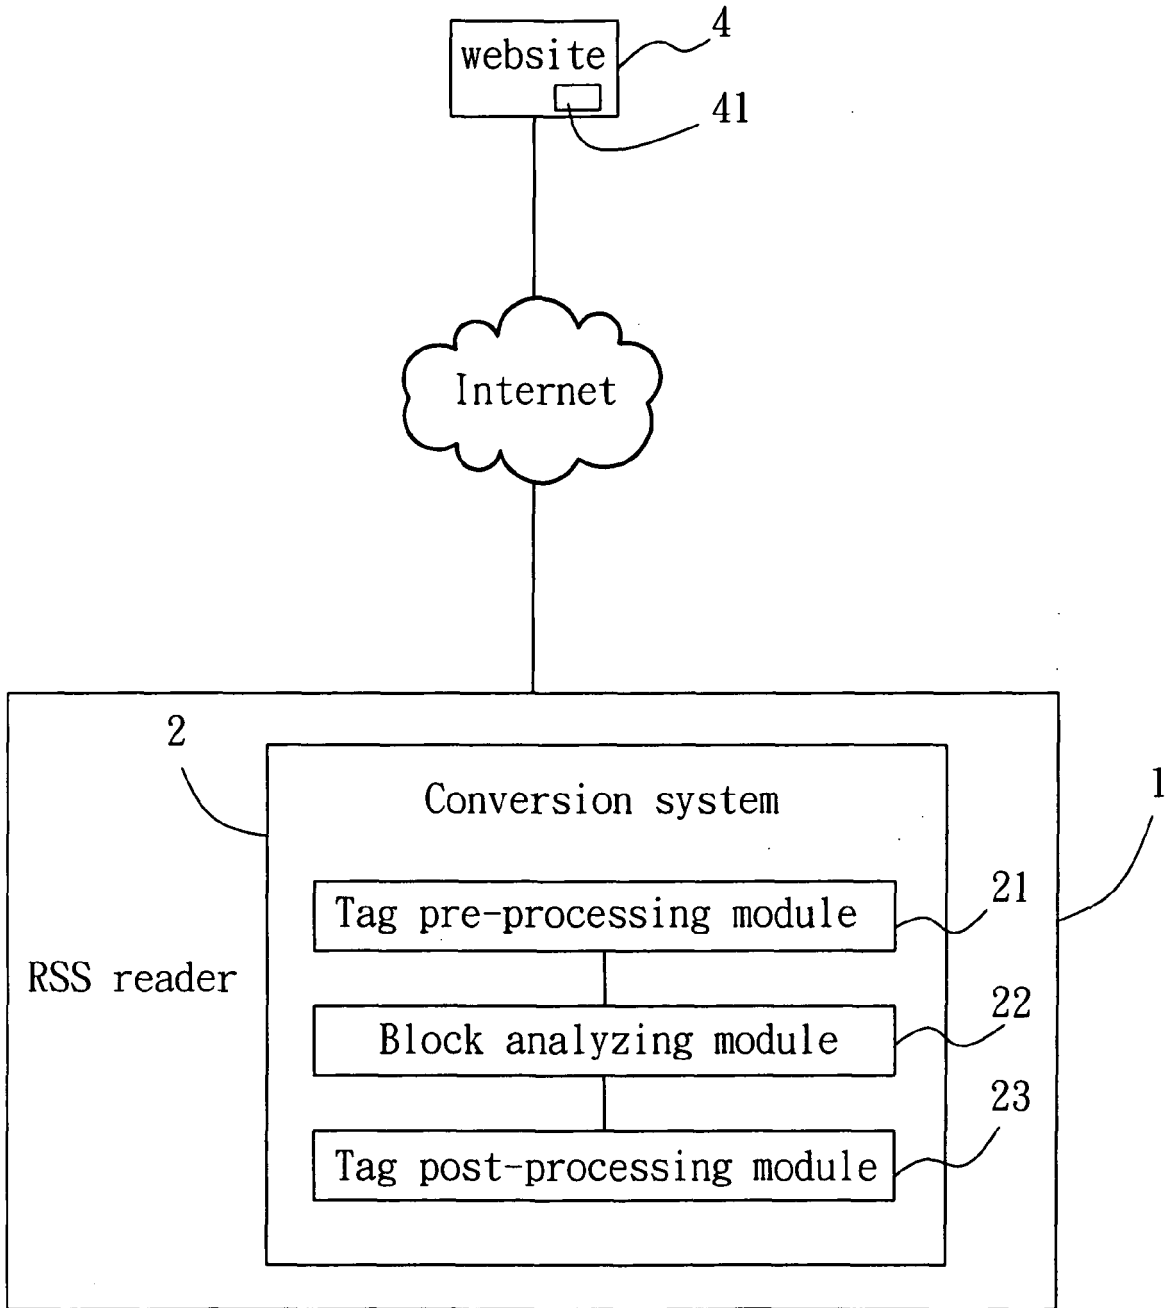 4
website
41
Internet
2
Conversion system
1
Tag pre-processing module
21
RSS reader
Block analyzing module
22
Tag post-processing module
23